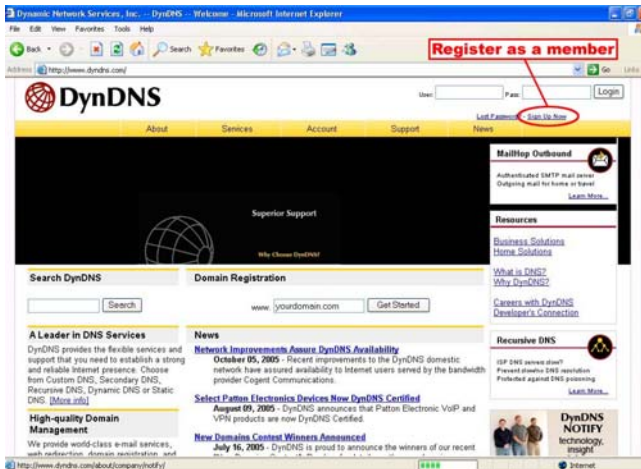 Dynamic Network Services, Inc. -- DynDNS -- Welcome - Microsoft Internet Explorer
File Edit View Favorites Tools Help
Back Search Favorites
Register as a member
Address http://www.dyndns.com/ Go Links
DynDNS
User: Pass: Login
Lost Password - Sign Up Now
About Services Account Support News
Superior Support
Why Choose DynDNS?
MailHop Outbound
Authenticated SMTP mail server
Outgoing mail for home or travel
Learn More...
Resources
Business Solutions
Home Solutions
What is DNS?
Why DynDNS?
Careers with DynDNS
Developer's Connection
Search DynDNS
Search
Domain Registration
www. yourdomain.com Get Started
A Leader in DNS Services
DynDNS provides the flexible services and
support that you need to establish a strong
and reliable Internet presence. Choose
from Custom DNS, Secondary DNS,
Recursive DNS, Dynamic DNS or Static
DNS. [More info]
High-quality Domain
Management
We provide world-class e-mail services,
web redirection, domain registration, and
News
Network Improvements Assure DynDNS Availability
October 05, 2005 - Recent improvements to the DynDNS domestic
network have assured availability to Internet users served by the bandwidth
provider Cogent Communications.
Select Patton Electronics Devices Now DynDNS Certified
August 09, 2005 - DynDNS announces that Patton Electronic VoIP and
VPN products are now DynDNS Certified.
New Domains Contest Winners Announced
July 16, 2005 - DynDNS is proud to announce the winners of our recent
Recursive DNS
ISP DNS servers slow?
Prevent slow/no DNS resolution
Protected against DNS poisoning
Learn More...
DynDNS
NOTIFY
technology,
insight
http://www.dyndns.com/about/company/notify/ Internet